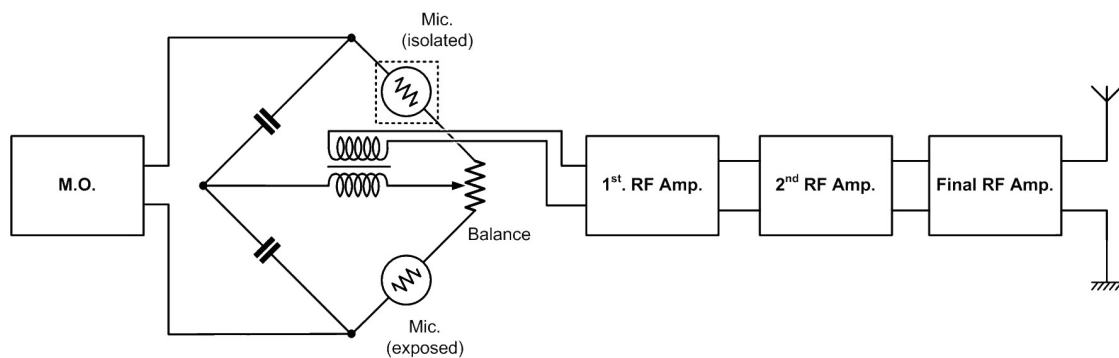 Mic.
(isolated)
M.O.
1st. RF Amp.
2nd RF Amp.
Final RF Amp.
Balance
Mic.
(exposed)